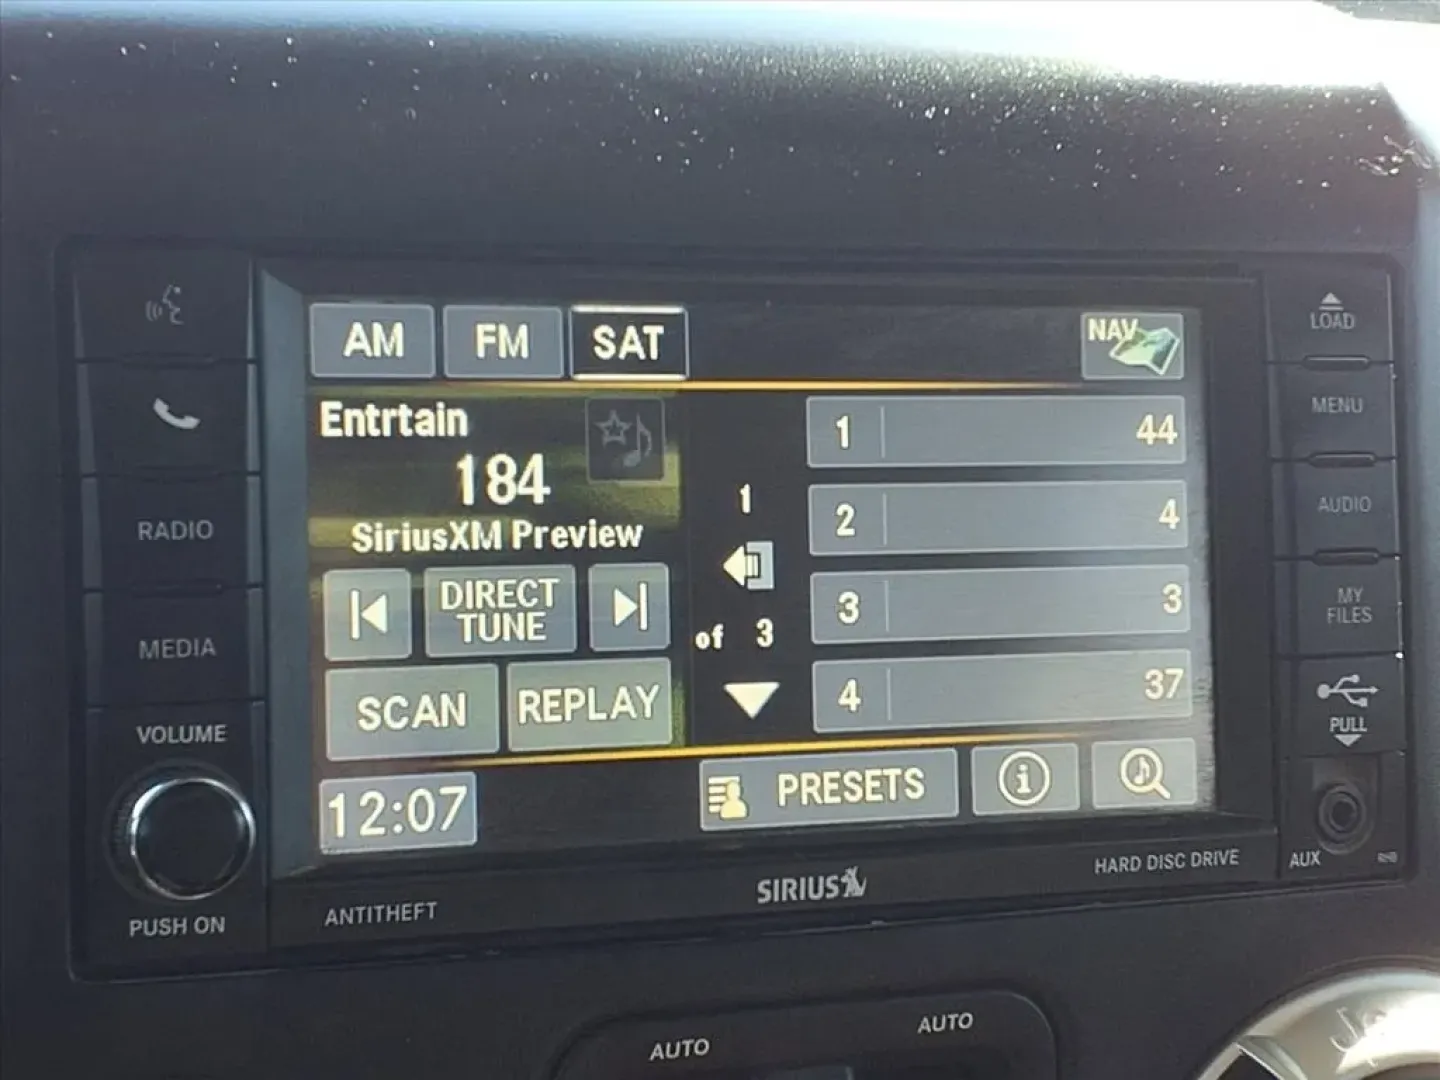 AM FM SAT NAV
Entrtain
184
SiriusXM Preview
DIRECT
TUNE
SCAN REPLAY
12:07
1
of 3
1 44
2 4
3 3
4 37
PRESETS
RADIO
MEDIA
VOLUME
PUSH ON
LOAD
MENU
AUDIO
MY
FILES
PULL
AUX
ANTITHEFT
SIRIUS
HARD DISC DRIVE
AUTO
AUTO